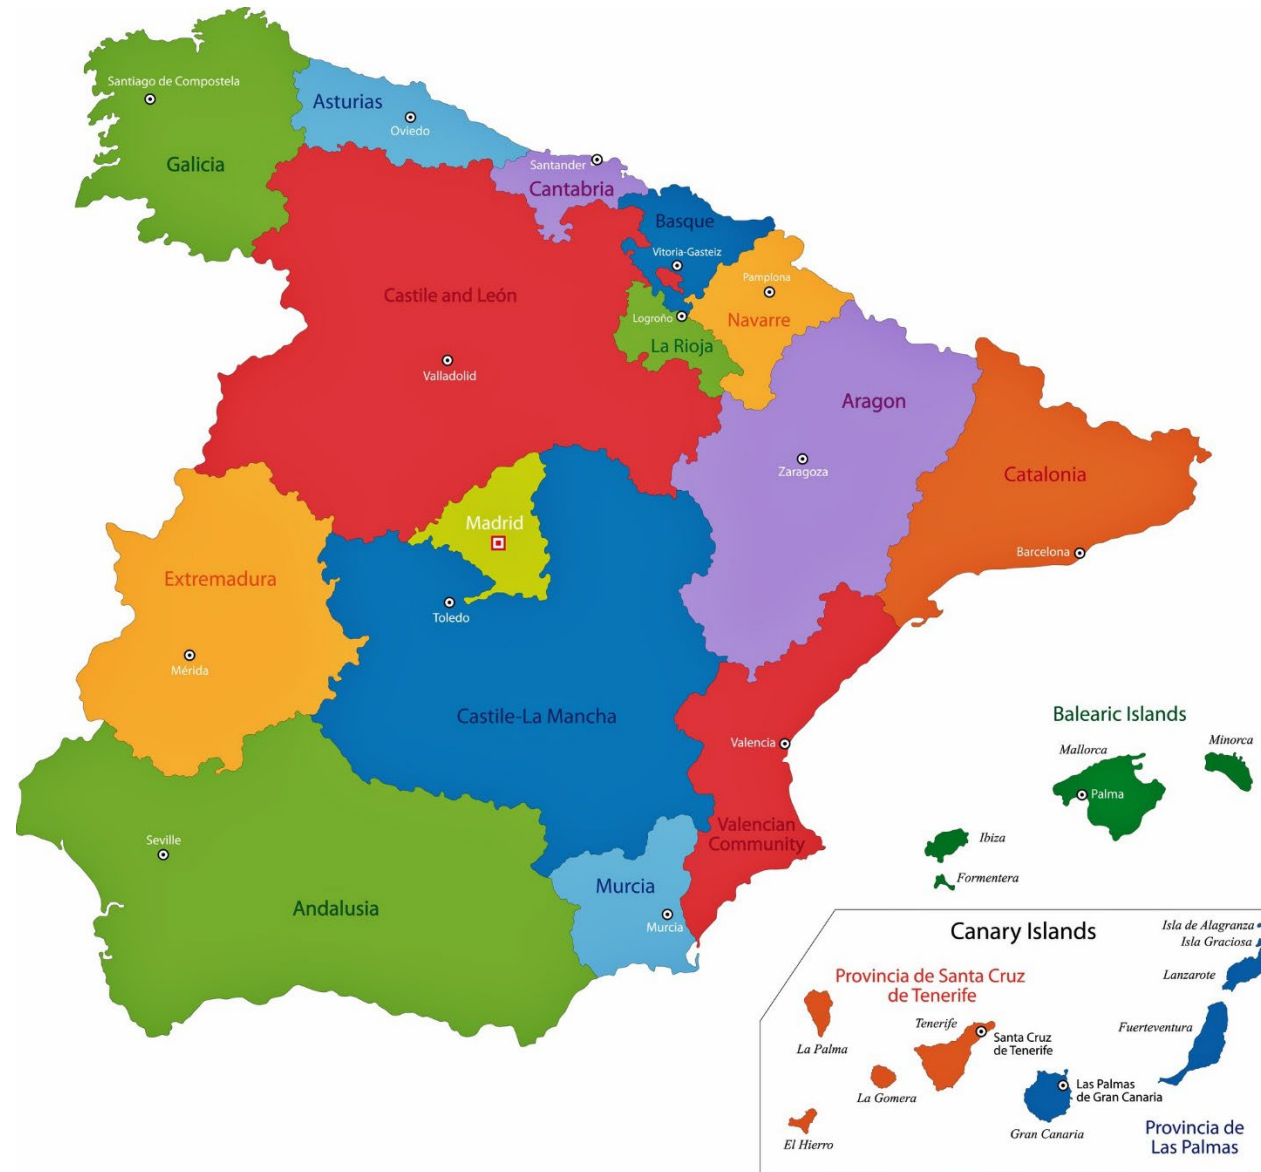 Santiago de Compostela
Galicia
Asturias
Oviedo
Santander
Cantabria
Basque
Vitoria-Gasteiz
Pamplona
Navarre
Logroño
La Rioja
Castile and León
Valladolid
Aragon
Zaragoza
Catalonia
Barcelona
Madrid
Extremadura
Mérida
Toledo
Castile-La Mancha
Valencia
Valencian
Community
Balearic Islands
Mallorca
Minorca
Palma
Ibiza
Formentera
Seville
Andalusia
Murcia
Murcia
Canary Islands
Isla de Alagranza
Isla Graciosa
Lanzarote
Provincia de Santa Cruz
de Tenerife
Tenerife
Santa Cruz
de Tenerife
Fuerteventura
La Palma
La Gomera
Las Palmas
de Gran Canaria
El Hierro
Gran Canaria
Provincia de
Las Palmas